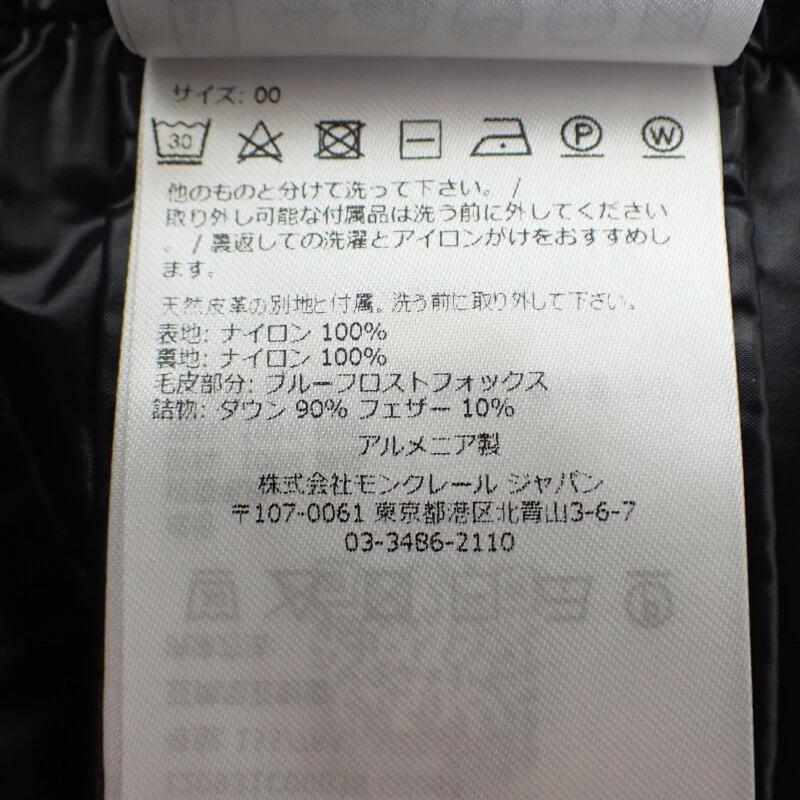 サイズ: 00
30 P W
他のものと分けて洗って下さい。 /
取り外し可能な付属品は洗う前に外してください
。 / 裏返しての洗濯とアイロンがけをおすすめし
ます。
天然皮革の別地と付属。洗う前に取り外して下さい。
表地: ナイロン 100%
裏地: ナイロン 100%
毛皮部分: ブルーフロストフォックス
詰物: ダウン 90% フェザー 10%
アルメニア製
株式会社モンクレール ジャパン
〒107-0061 東京都港区北青山3-6-7
03-3486-2110